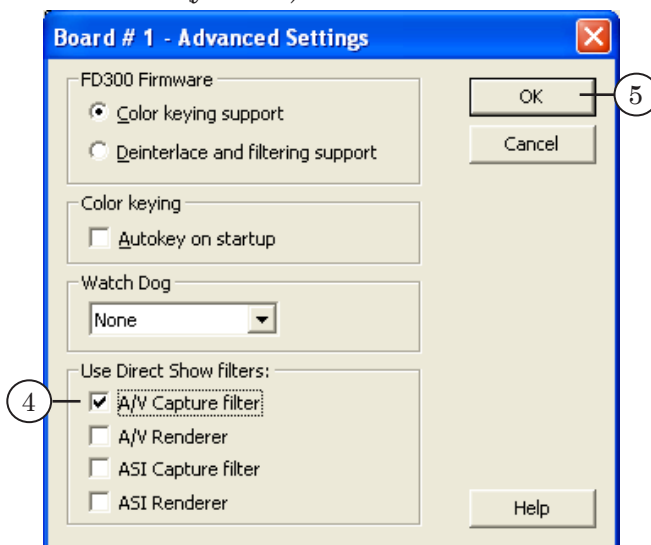 Board # 1 - Advanced Settings
FD300 Firmware
Color keying support
Deinterlace and filtering support
OK
5
Cancel
Color keying
Autokey on startup
Watch Dog
None
Use Direct Show filters:
4
A/V Capture filter
A/V Renderer
ASI Capture filter
ASI Renderer
Help